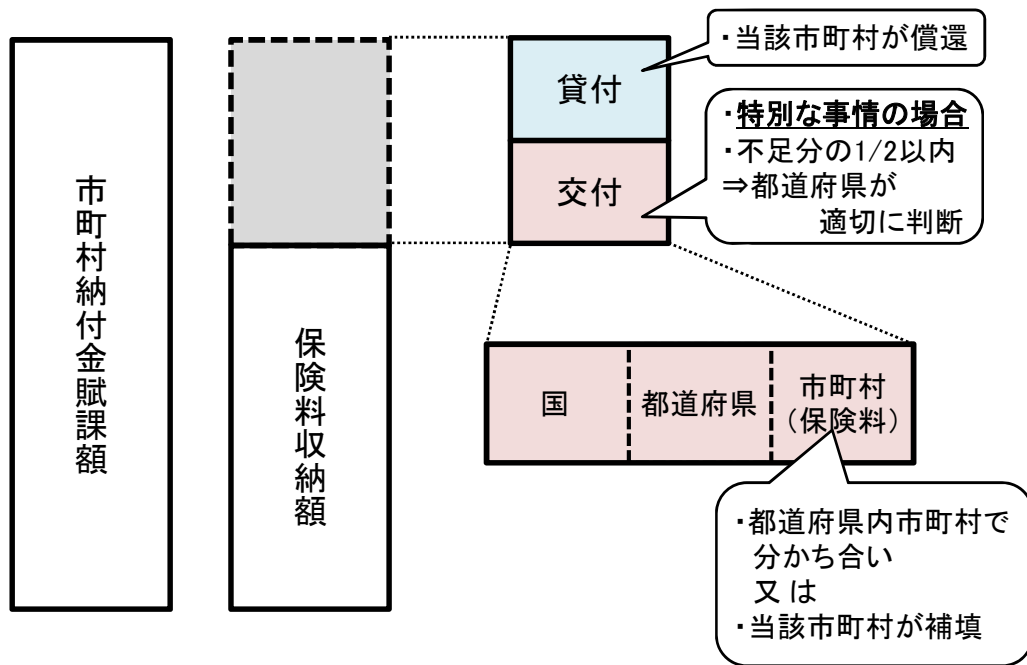 市町村納付金賦課額
保険料収納額
貸付
・当該市町村が償還
交付
・特別な事情の場合
・不足分の1/2以内
⇒都道府県が
適切に判断
国
都道府県
市町村
（保険料）
・都道府県内市町村で
分かち合い
又は
・当該市町村が補填